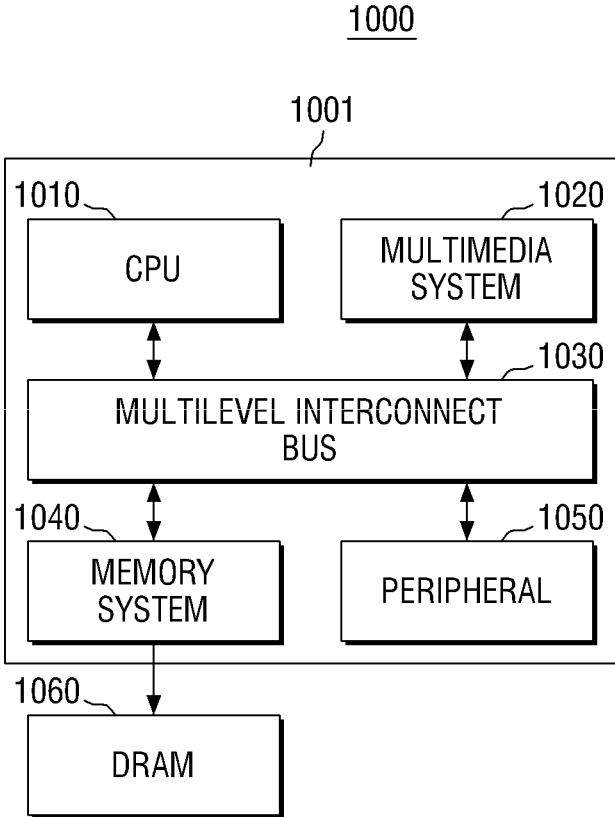 1000
1001
1010
CPU
1020
MULTIMEDIA
SYSTEM
1030
MULTILEVEL INTERCONNECT
BUS
1040
MEMORY
SYSTEM
1050
PERIPHERAL
1060
DRAM